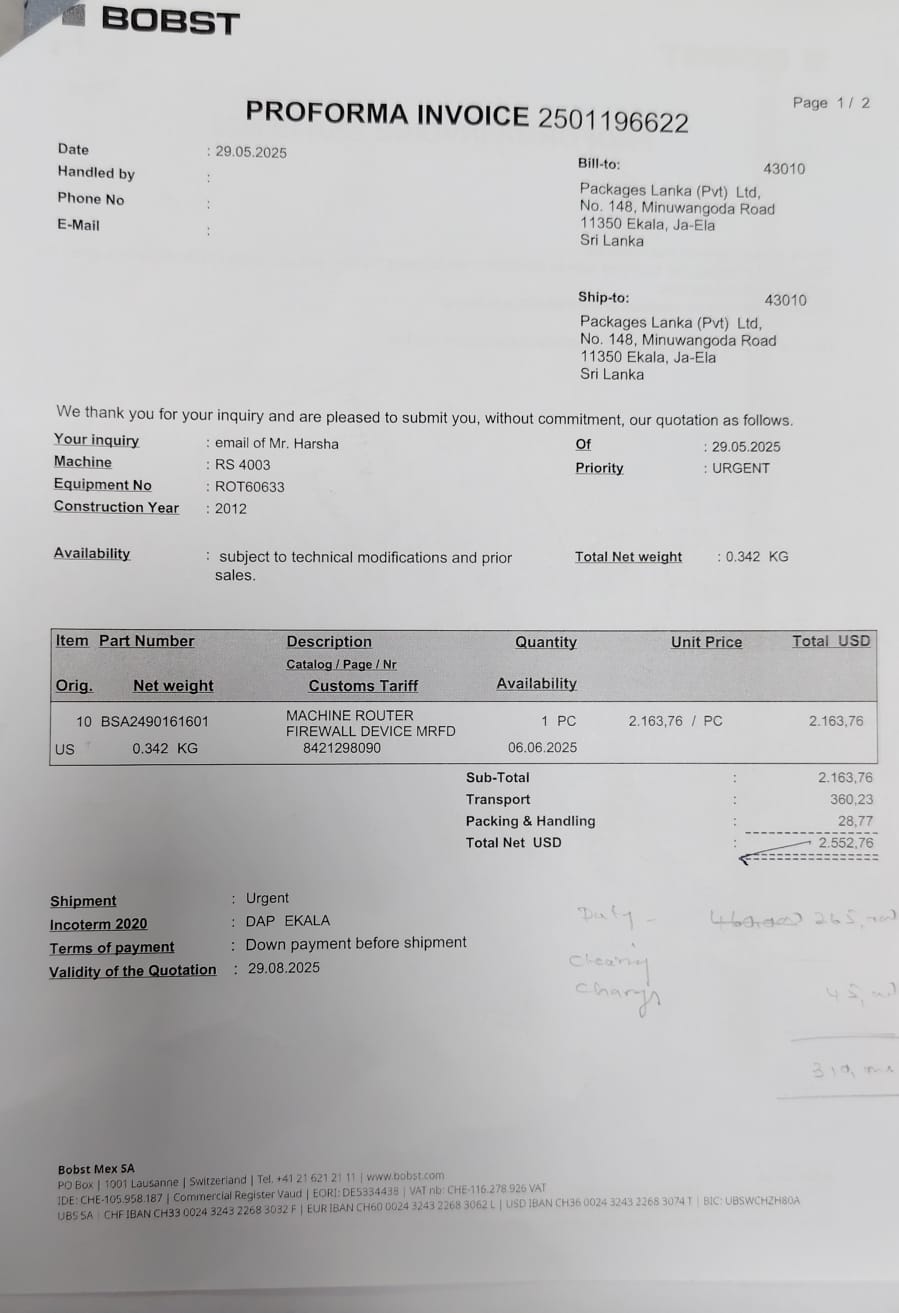 BOBST
Page 1 / 2
PROFORMA INVOICE 2501196622
Date : 29.05.2025
Handled by :
Phone No :
E-Mail :
Bill-to: 43010
Packages Lanka (Pvt) Ltd,
No. 148, Minuwangoda Road
11350 Ekala, Ja-Ela
Sri Lanka
Ship-to: 43010
Packages Lanka (Pvt) Ltd,
No. 148, Minuwangoda Road
11350 Ekala, Ja-Ela
Sri Lanka
We thank you for your inquiry and are pleased to submit you, without commitment, our quotation as follows.
Your inquiry : email of Mr. Harsha Of : 29.05.2025
Machine : RS 4003 Priority : URGENT
Equipment No : ROT60633
Construction Year : 2012
Availability : subject to technical modifications and prior Total Net weight : 0.342 KG
sales.
Item Part Number Description Quantity Unit Price Total USD
Catalog / Page / Nr
Orig. Net weight Customs Tariff Availability
10 BSA2490161601 MACHINE ROUTER 1 PC 2.163,76 / PC 2.163,76
FIREWALL DEVICE MRFD
US 0.342 KG 8421298090 06.06.2025
Sub-Total : 2.163,76
Transport : 360,23
Packing & Handling : 28,77
Total Net USD : 2.552,76
Shipment : Urgent
Incoterm 2020 : DAP EKALA
Terms of payment : Down payment before shipment
Validity of the Quotation : 29.08.2025
Duty -
Clearing
Bobst Mex SA
PO Box | 1001 Lausanne | Switzerland | Tel. +41 21 621 21 11 | www.bobst.com
IDE: CHE-105.958.187 | Commercial Register Vaud | EORI: DE5334438 | VAT nb: CHE-116.278.926 VAT
UBS SA | CHF IBAN CH33 0024 3243 2268 3032 F | EUR IBAN CH60 0024 3243 2268 3062 L | USD IBAN CH36 0024 3243 2268 3074 T | BIC: UBSWCHZH80A